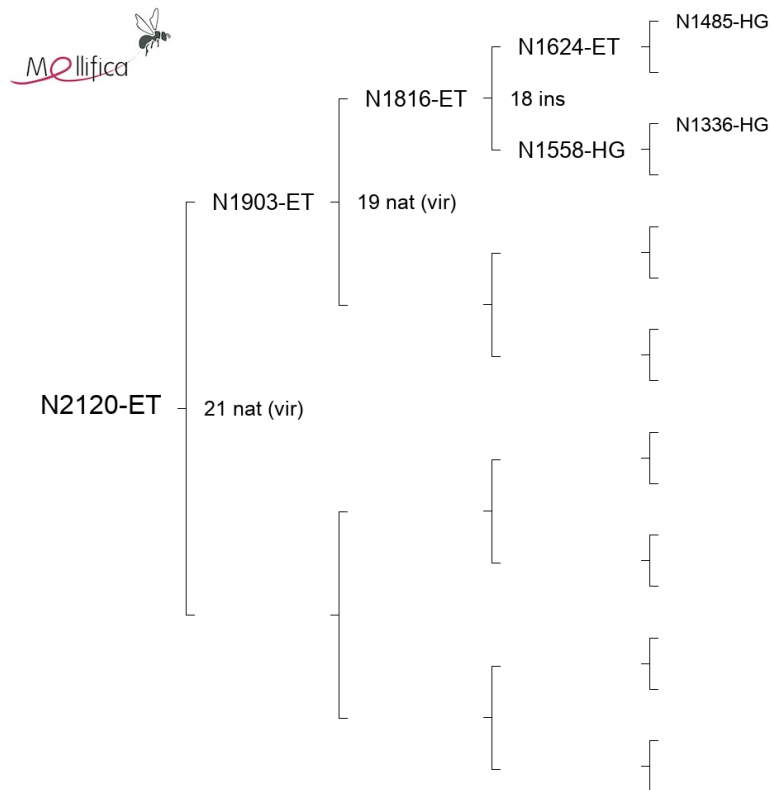 Mellifica
N1485-HG
N1624-ET
N1816-ET
18 ins
N1336-HG
N1558-HG
N1903-ET
19 nat (vir)
N2120-ET
21 nat (vir)